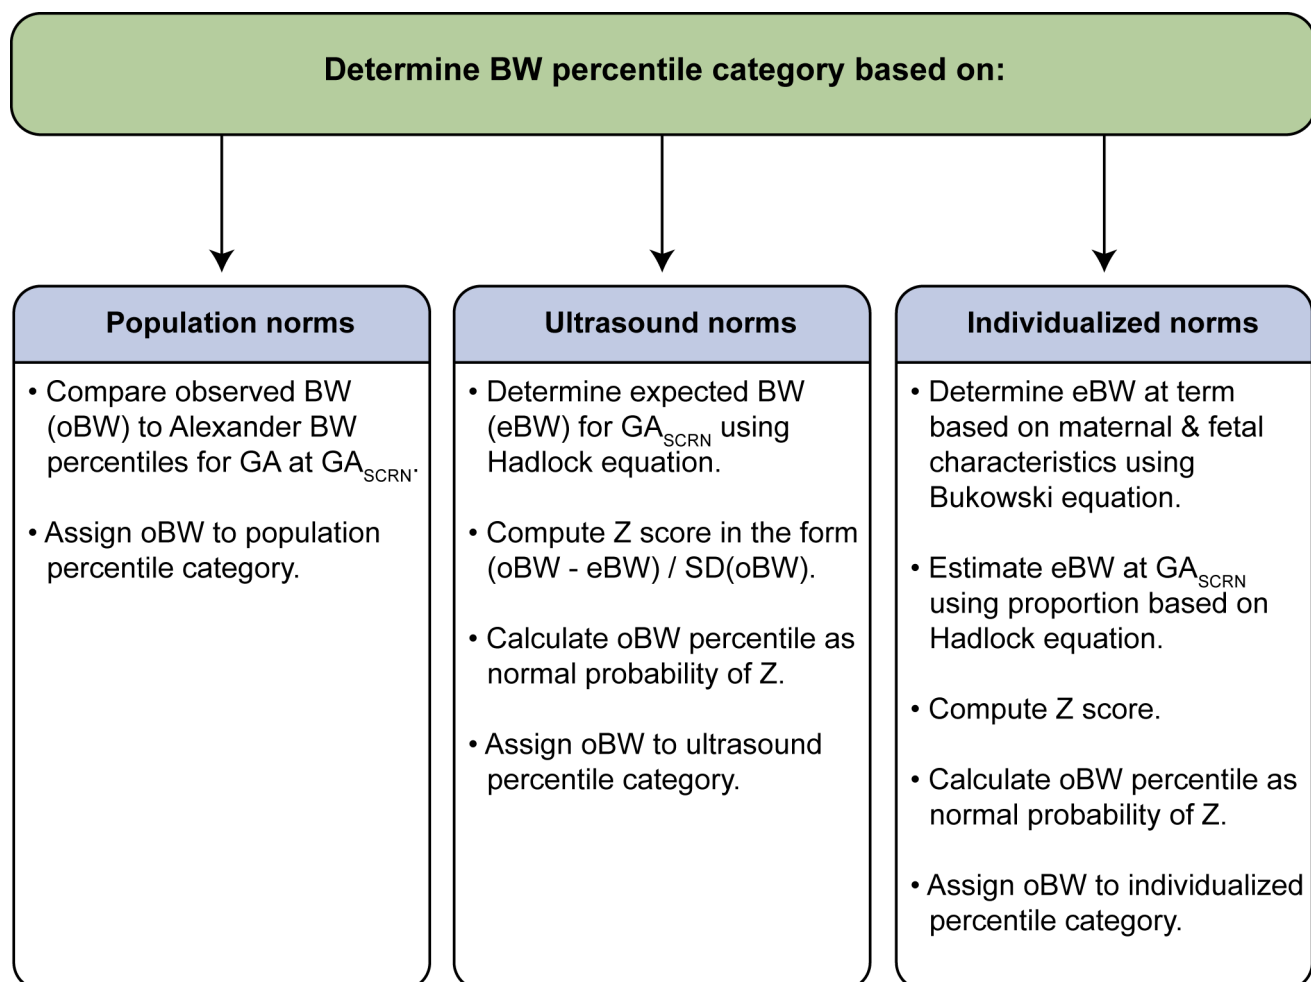 Determine BW percentile category based on:
Population norms
• Compare observed BW
(oBW) to Alexander BW
percentiles for GA at GASCRN.
• Assign oBW to population
percentile category.
Ultrasound norms
• Determine expected BW
(eBW) for GASCRN using
Hadlock equation.
• Compute Z score in the form
(oBW - eBW) / SD(oBW).
• Calculate oBW percentile as
normal probability of Z.
• Assign oBW to ultrasound
percentile category.
Individualized norms
• Determine eBW at term
based on maternal & fetal
characteristics using
Bukowski equation.
• Estimate eBW at GASCRN
using proportion based on
Hadlock equation.
• Compute Z score.
• Calculate oBW percentile as
normal probability of Z.
• Assign oBW to individualized
percentile category.